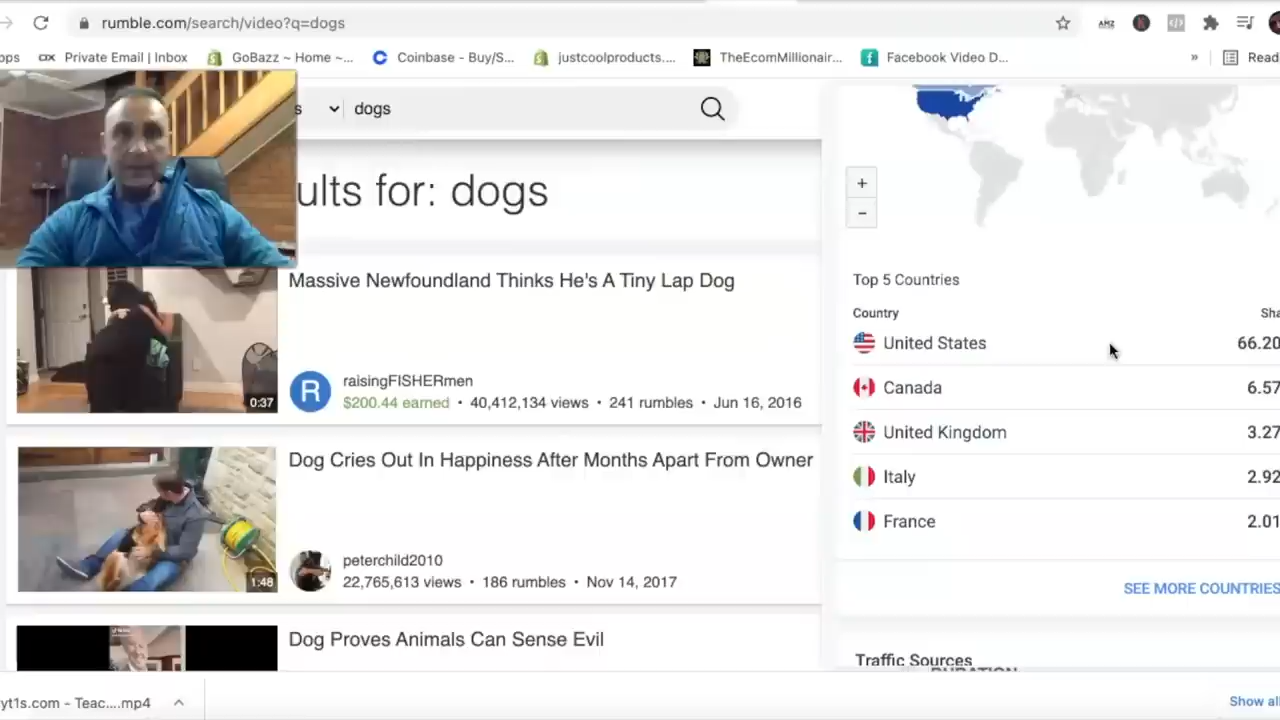 rumble.com/search/video?q=dogs
AMZ
pps
Private Email | Inbox
GoBazz ~ Home ~...
Coinbase - Buy/S...
justcoolproducts....
TheEcomMillionair...
Facebook Video D...
»
Read
s
dogs
ults for: dogs
Massive Newfoundland Thinks He's A Tiny Lap Dog
0:37
R
raisingFISHERmen
$200.44 earned • 40,412,134 views • 241 rumbles • Jun 16, 2016
Dog Cries Out In Happiness After Months Apart From Owner
1:48
peterchild2010
22,765,613 views • 186 rumbles • Nov 14, 2017
Dog Proves Animals Can Sense Evil
+
−
Top 5 Countries
Country Sha
United States 66.20
Canada 6.57
United Kingdom 3.27
Italy 2.92
France 2.01
SEE MORE COUNTRIES
Traffic Sources
yt1s.com - Teac....mp4
Show all